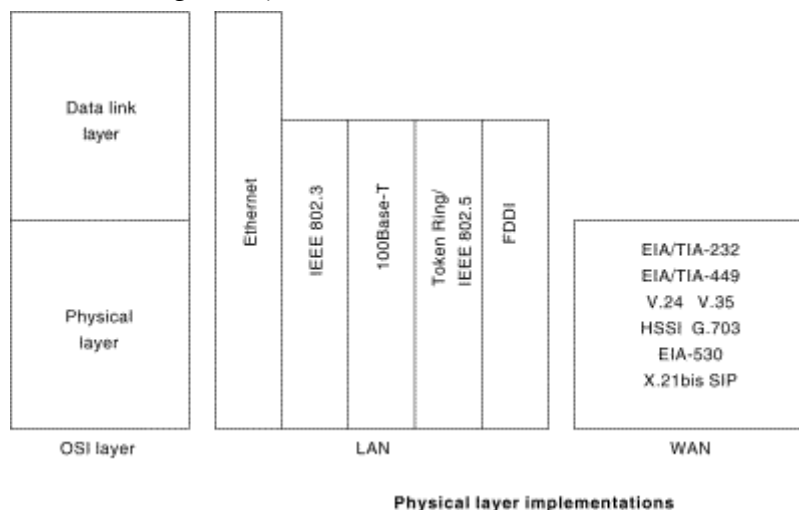 Data link
layer
Physical
layer
OSI layer
Ethernet
IEEE 802.3
100Base-T
Token Ring/
IEEE 802.5
FDDI
LAN
EIA/TIA-232
EIA/TIA-449
V.24 V.35
HSSI G.703
EIA-530
X.21bis SIP
WAN
Physical layer implementations